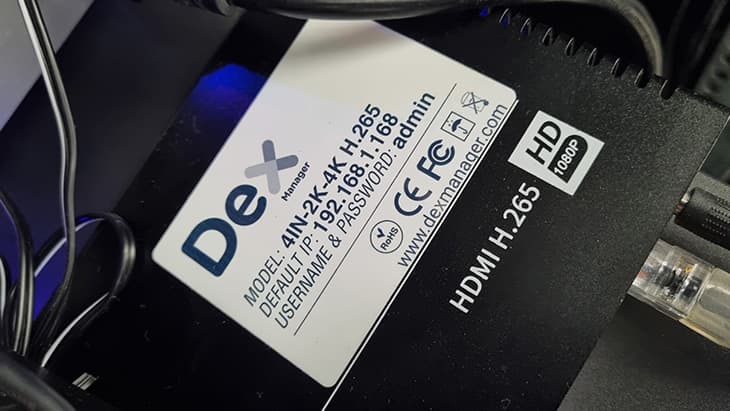 Dex
Manager
MODEL: 4IN-2K-4K H.265
DEFAULT IP: 192.168.1.168
USERNAME & PASSWORD: admin
RoHS CE FC
www.dexmanager.com
HDMI H.265
HD
1080P